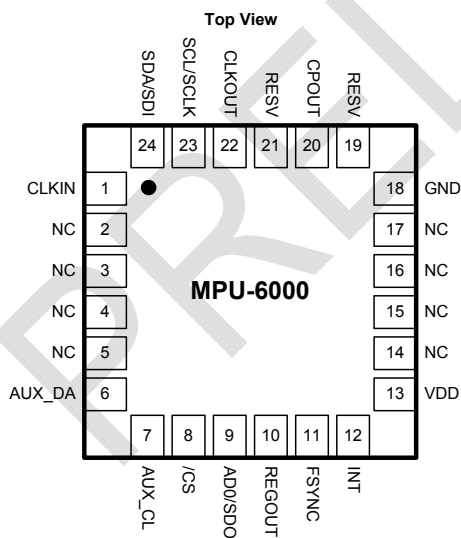 Top View
SDA/SDI
SCL/SCLK
CLKOUT
RESV
CPOUT
RESV
24 23 22 21 20 19
CLKIN 1 18 GND
NC 2 17 NC
NC 3 16 NC
MPU-6000
NC 4 15 NC
NC 5 14 NC
AUX_DA 6 13 VDD
7 8 9 10 11 12
AUX_CL
/CS
AD0/SDO
REGOUT
FSYNC
INT
PREL